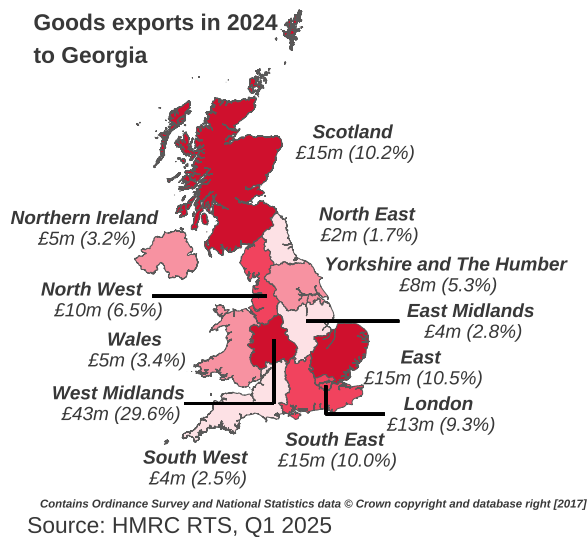 Goods exports in 2024
to Georgia
Scotland
£15m (10.2%)
Northern Ireland
£5m (3.2%)
North East
£2m (1.7%)
Yorkshire and The Humber
£8m (5.3%)
North West
£10m (6.5%)
East Midlands
£4m (2.8%)
Wales
£5m (3.4%)
East
£15m (10.5%)
West Midlands
£43m (29.6%)
London
£13m (9.3%)
South East
£15m (10.0%)
South West
£4m (2.5%)
Contains Ordinance Survey and National Statistics data © Crown copyright and database right [2017]
Source: HMRC RTS, Q1 2025